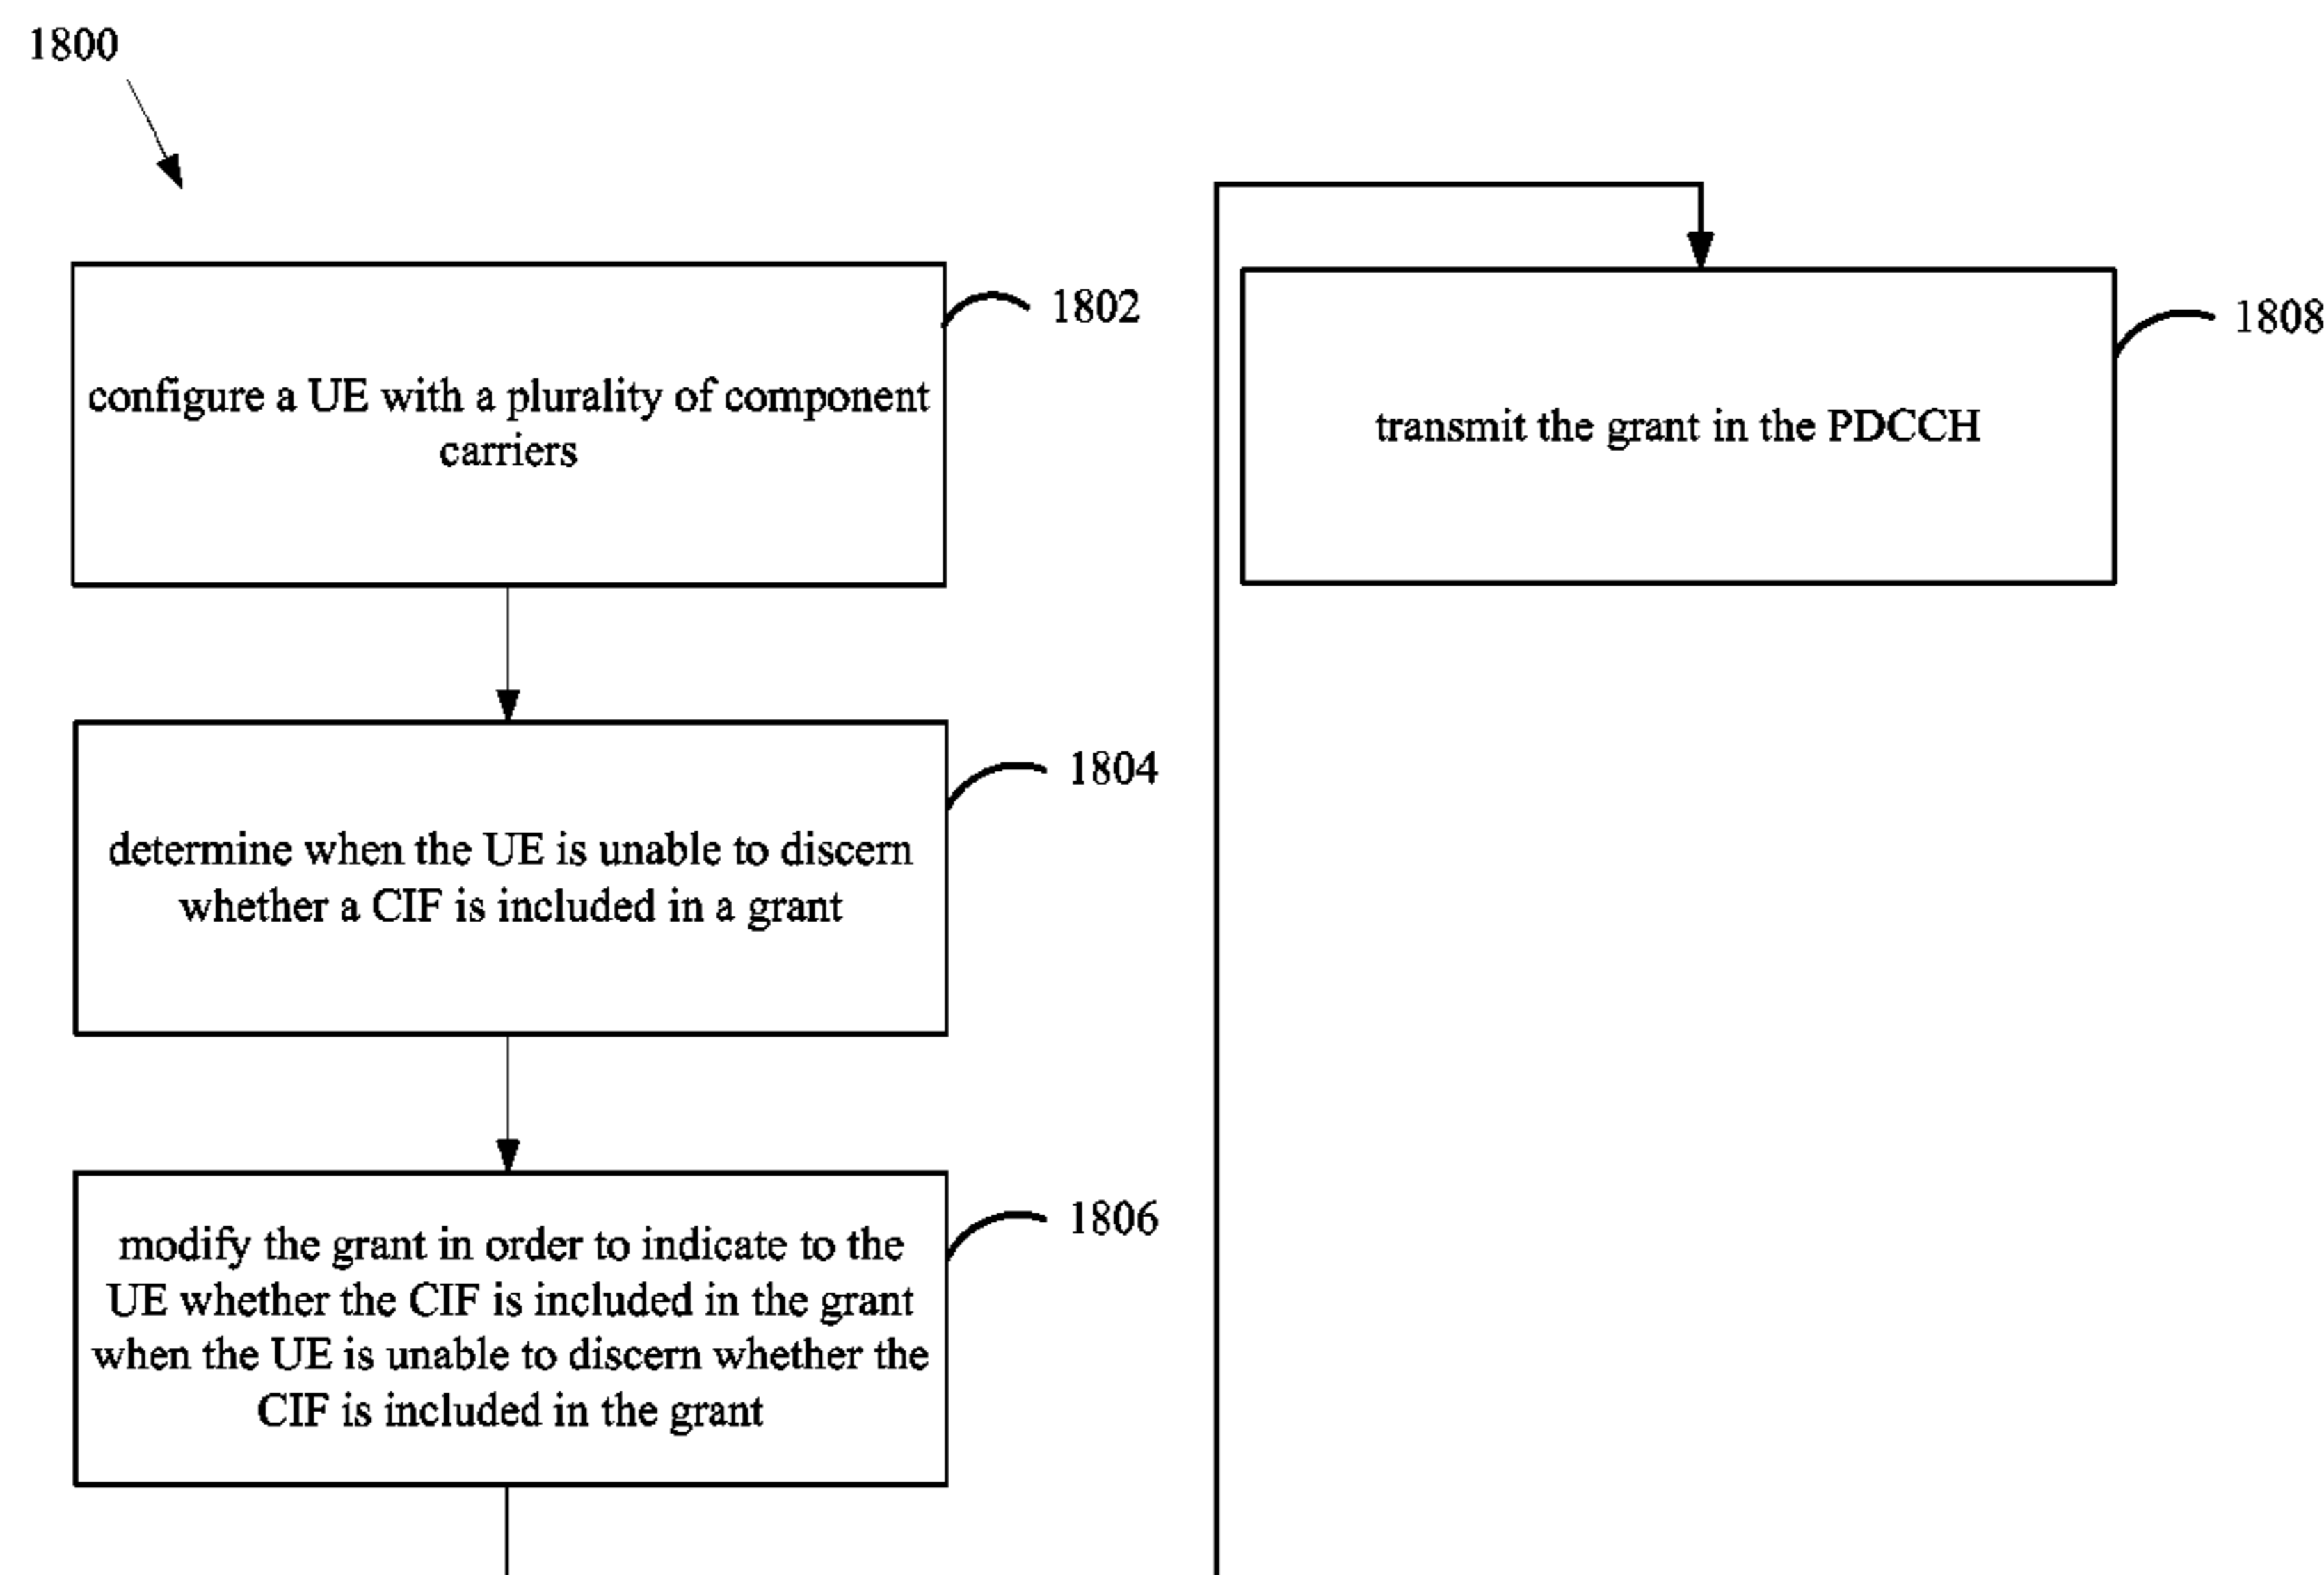 1800
1802
configure a UE with a plurality of component
carriers
1804
determine when the UE is unable to discern
whether a CIF is included in a grant
1806
modify the grant in order to indicate to the
UE whether the CIF is included in the grant
when the UE is unable to discern whether the
CIF is included in the grant
1808
transmit the grant in the PDCCH